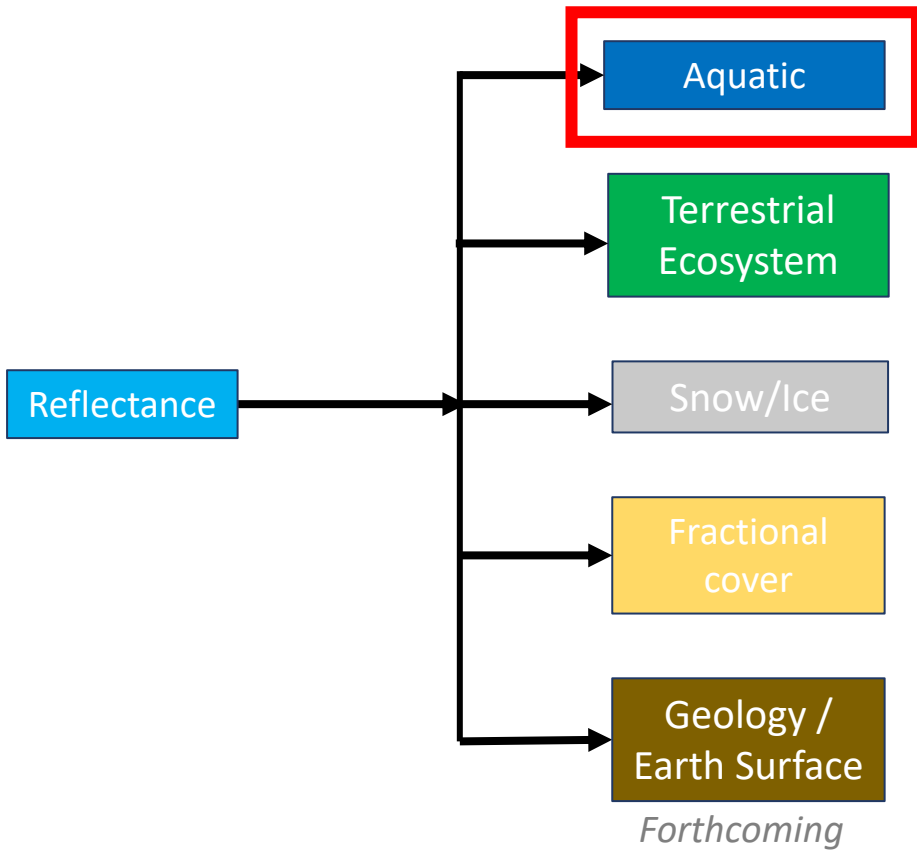 Aquatic
Terrestrial
Ecosystem
Reflectance
Snow/Ice
Fractional
cover
Geology /
Earth Surface
Forthcoming